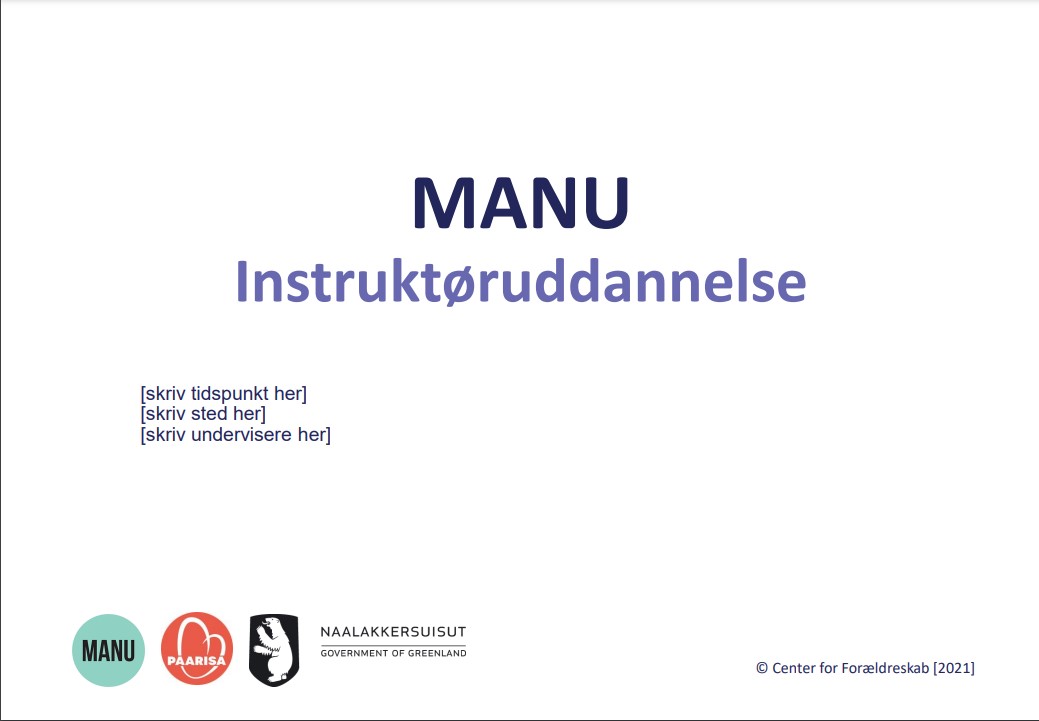 MANU
Instruktøruddannelse
[skriv tidspunkt her]
[skriv sted her]
[skriv undervisere her]
MANU
PAARISA
NAALAKKERSUISUT
GOVERNMENT OF GREENLAND
© Center for Forældreskab [2021]